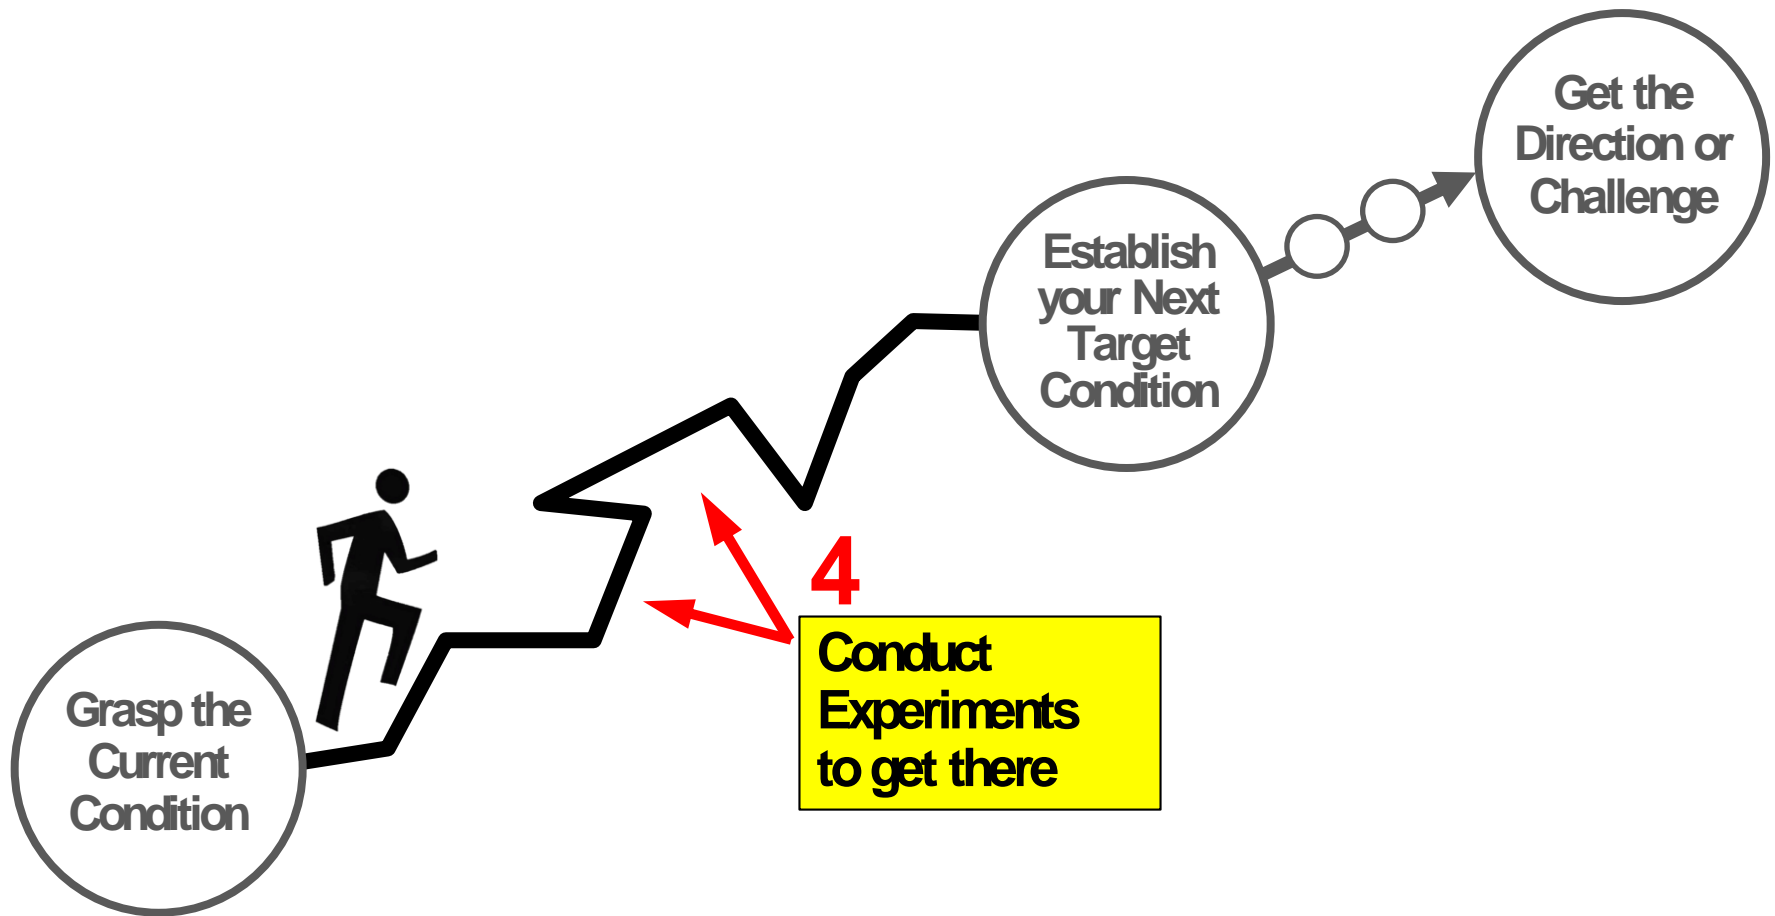 Get the
Direction or
Challenge
Establish
your Next
Target
Condition
4
Conduct
Experiments
to get there
Grasp the
Current
Condition